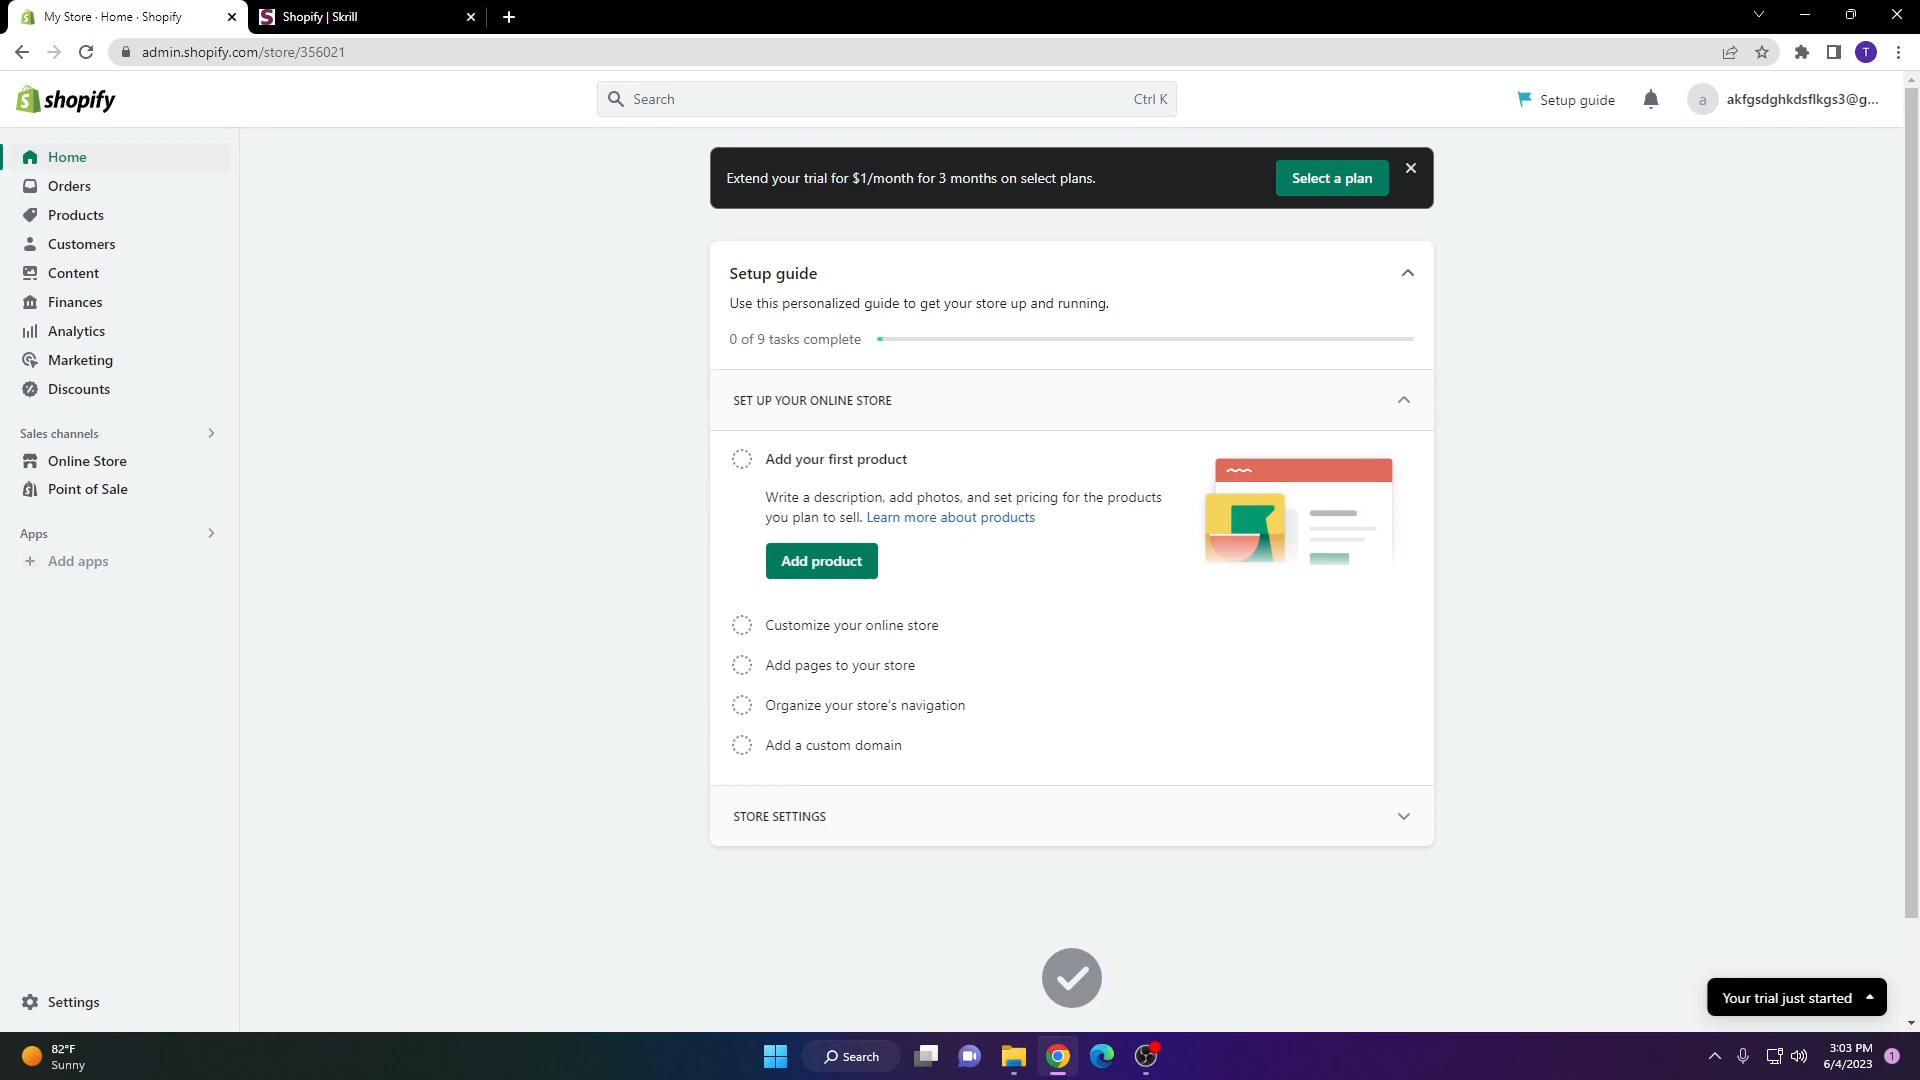 My Store · Home · Shopify
Shopify | Skrill
admin.shopify.com/store/356021
T
shopify
Search
Ctrl K
Setup guide
a
akfgsdghkdsflkgs3@g...
Home
Orders
Products
Customers
Content
Finances
Analytics
Marketing
Discounts
Sales channels
Online Store
Point of Sale
Apps
Add apps
Settings
Extend your trial for $1/month for 3 months on select plans.
Select a plan
Setup guide
Use this personalized guide to get your store up and running.
0 of 9 tasks complete
SET UP YOUR ONLINE STORE
Add your first product
Write a description, add photos, and set pricing for the products
you plan to sell. Learn more about products
Add product
Customize your online store
Add pages to your store
Organize your store's navigation
Add a custom domain
STORE SETTINGS
Your trial just started
82°F
Sunny
Search
3:03 PM
6/4/2023
1